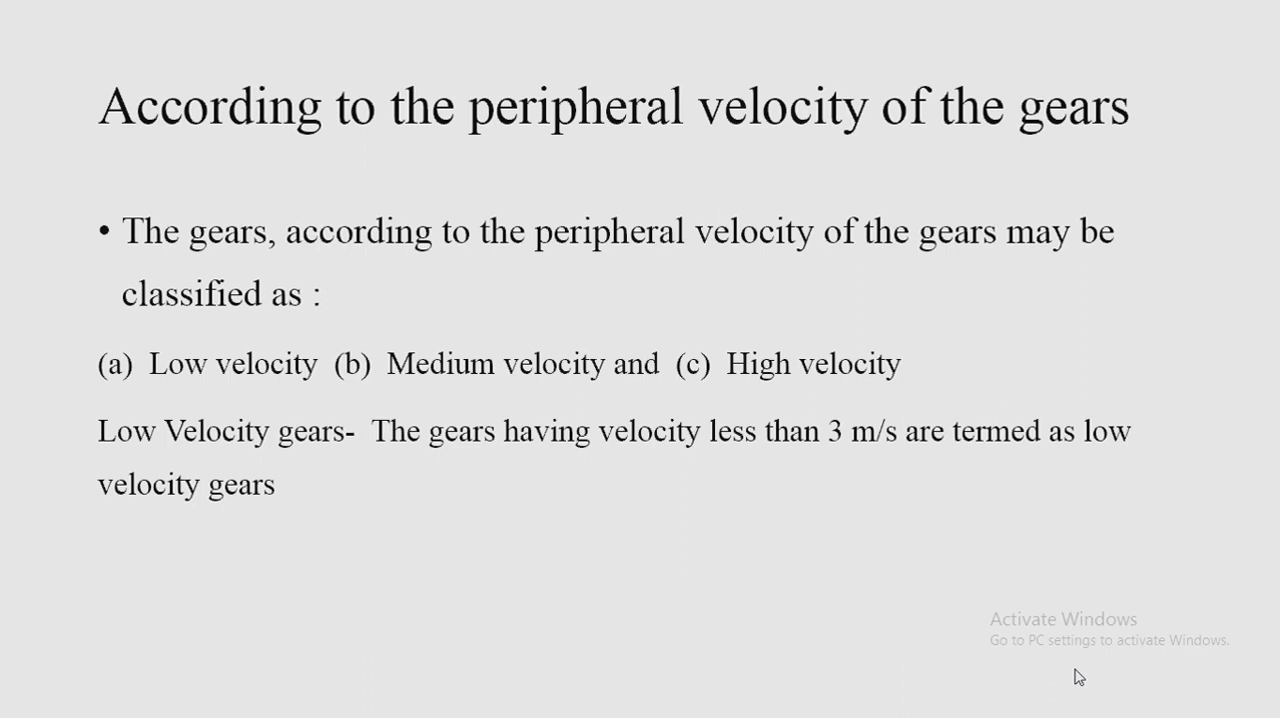 According to the peripheral velocity of the gears
• The gears, according to the peripheral velocity of the gears may be
classified as :
(a) Low velocity (b) Medium velocity and (c) High velocity
Low Velocity gears- The gears having velocity less than 3 m/s are termed as low
velocity gears
Activate Windows
Go to PC settings to activate Windows.